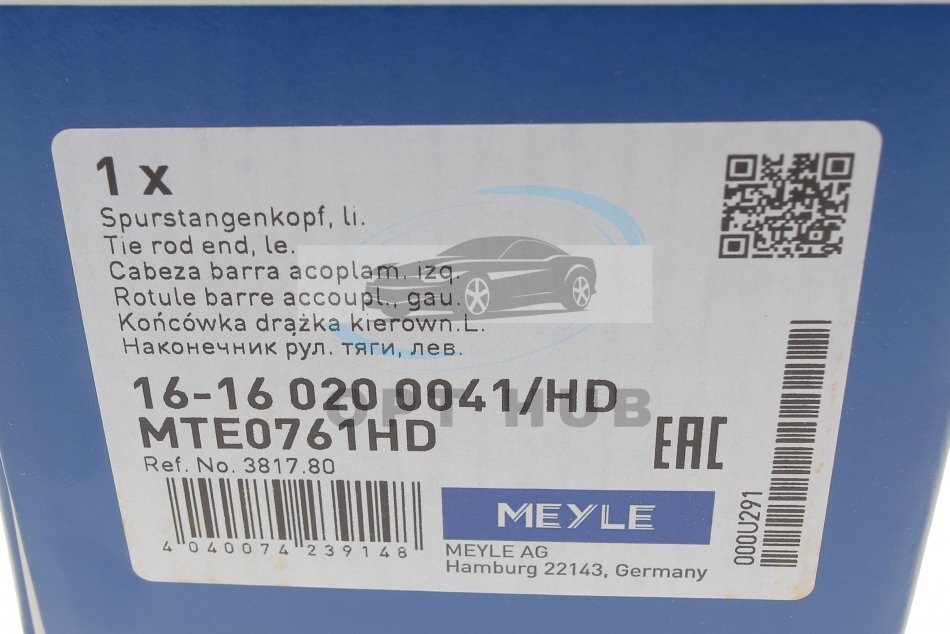 1 x
Spurstangenkopf, li.
Tie rod end, le.
Cabeza barra acoplam. izq.
Rotule barre accoupl., gau.
Końcówka drążka kierown.L.
Наконечник рул. тяги, лев.
16-16 020 0041/HD
OPT HUB
MTE0761HD
EAC
Ref. No. 3817.80
4 040074 239148
MEYLE
MEYLE AG
Hamburg 22143, Germany
000U291